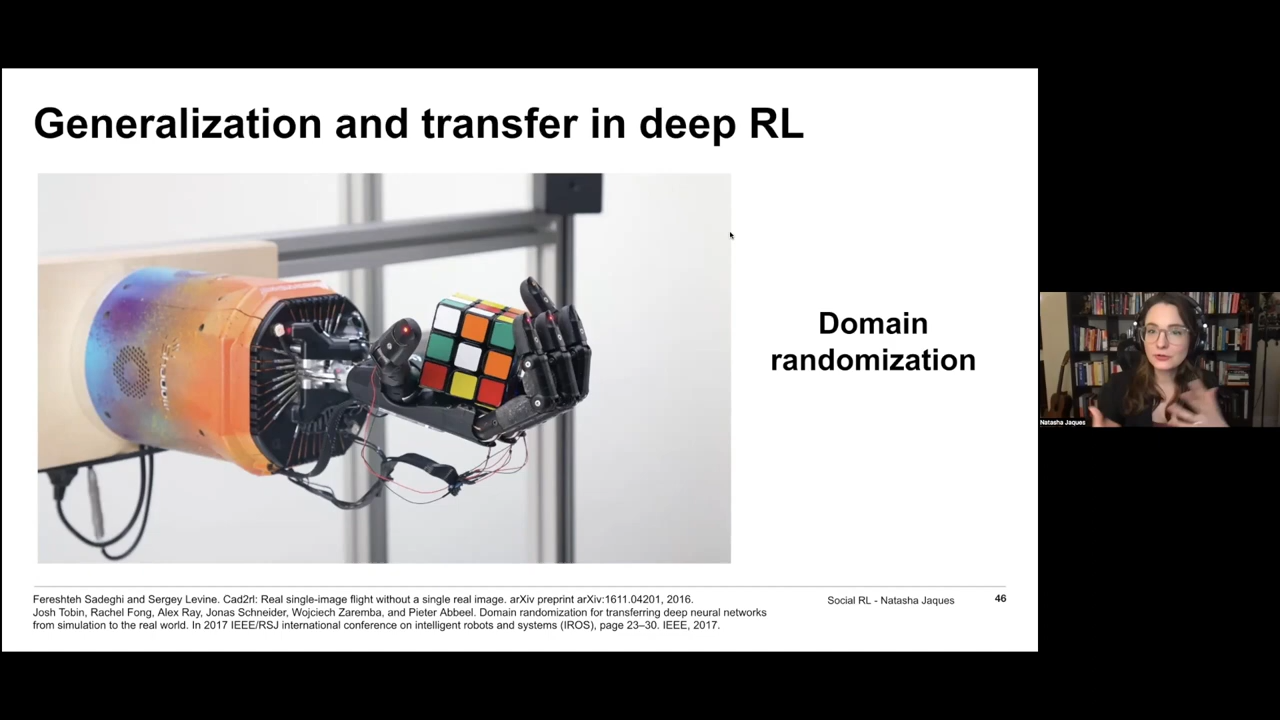 Generalization and transfer in deep RL
Domain
randomization
Fereshteh Sadeghi and Sergey Levine. Cad2rl: Real single-image flight without a single real image. arXiv preprint arXiv:1611.04201, 2016.
Josh Tobin, Rachel Fong, Alex Ray, Jonas Schneider, Wojciech Zaremba, and Pieter Abbeel. Domain randomization for transferring deep neural networks
from simulation to the real world. In 2017 IEEE/RSJ international conference on intelligent robots and systems (IROS), page 23–30. IEEE, 2017.
Social RL - Natasha Jaques
46
Natasha Jaques